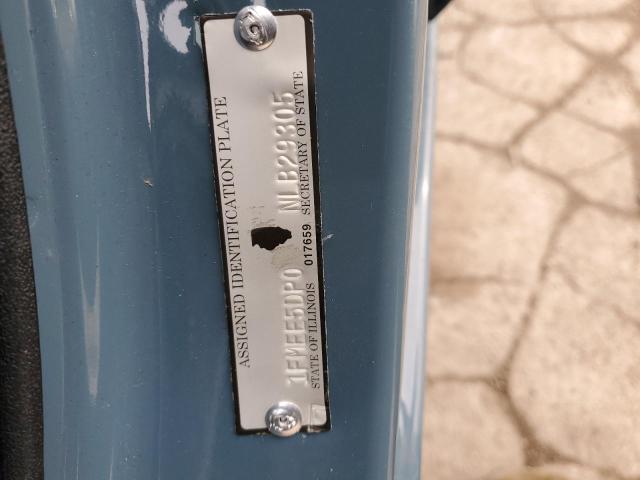 ASSIGNED IDENTIFICATION PLATE
1FMEE5DP0 NLB29305
STATE OF ILLINOIS 017659 SECRETARY OF STATE